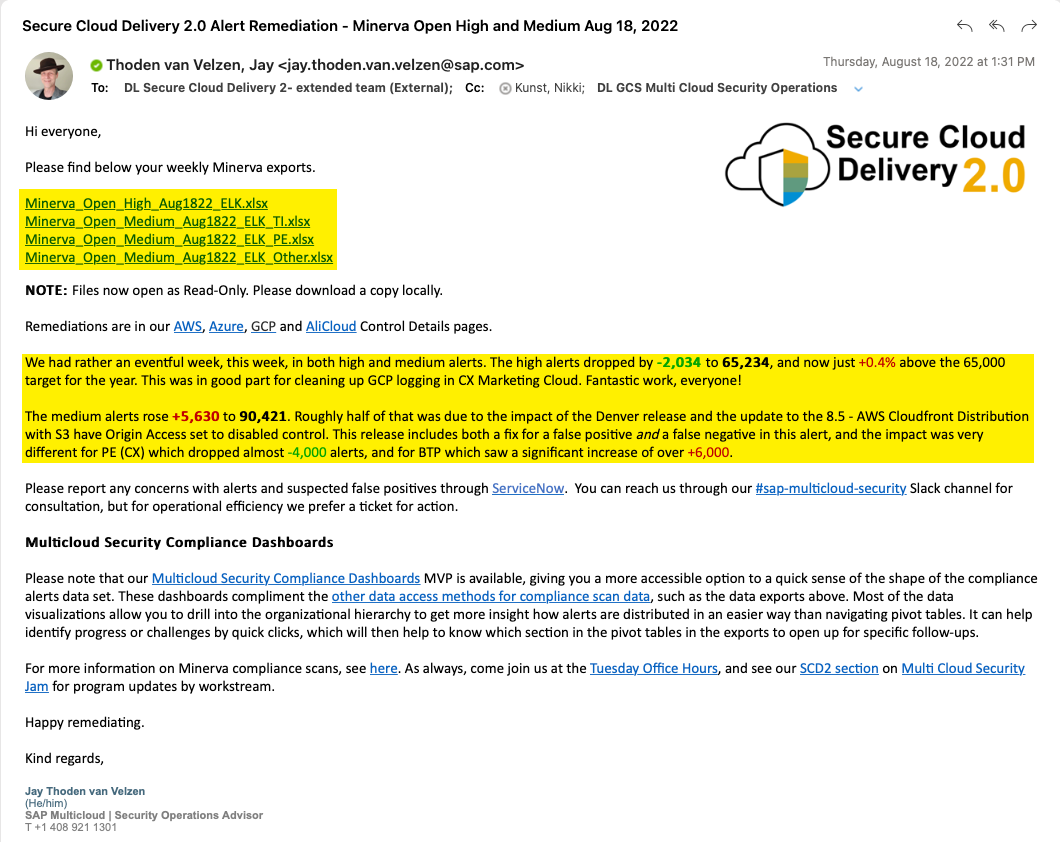 Secure Cloud Delivery 2.0 Alert Remediation - Minerva Open High and Medium Aug 18, 2022
Thoden van Velzen, Jay <jay.thoden.van.velzen@sap.com>
Thursday, August 18, 2022 at 1:31 PM
To: DL Secure Cloud Delivery 2- extended team (External); Cc: Kunst, Nikki; DL GCS Multi Cloud Security Operations
Hi everyone,
Secure Cloud
Delivery 2.0
Please find below your weekly Minerva exports.
Minerva_Open_High_Aug1822_ELK.xlsx
Minerva_Open_Medium_Aug1822_ELK_TI.xlsx
Minerva_Open_Medium_Aug1822_ELK_PE.xlsx
Minerva_Open_Medium_Aug1822_ELK_Other.xlsx
NOTE: Files now open as Read-Only. Please download a copy locally.
Remediations are in our AWS, Azure, GCP and AliCloud Control Details pages.
We had rather an eventful week, this week, in both high and medium alerts. The high alerts dropped by -2,034 to 65,234, and now just +0.4% above the 65,000
target for the year. This was in good part for cleaning up GCP logging in CX Marketing Cloud. Fantastic work, everyone!
The medium alerts rose +5,630 to 90,421. Roughly half of that was due to the impact of the Denver release and the update to the 8.5 - AWS Cloudfront Distribution
with S3 have Origin Access set to disabled control. This release includes both a fix for a false positive and a false negative in this alert, and the impact was very
different for PE (CX) which dropped almost -4,000 alerts, and for BTP which saw a significant increase of over +6,000.
Please report any concerns with alerts and suspected false positives through ServiceNow. You can reach us through our #sap-multicloud-security Slack channel for
consultation, but for operational efficiency we prefer a ticket for action.
Multicloud Security Compliance Dashboards
Please note that our Multicloud Security Compliance Dashboards MVP is available, giving you a more accessible option to a quick sense of the shape of the compliance
alerts data set. These dashboards compliment the other data access methods for compliance scan data, such as the data exports above. Most of the data
visualizations allow you to drill into the organizational hierarchy to get more insight how alerts are distributed in an easier way than navigating pivot tables. It can help
identify progress or challenges by quick clicks, which will then help to know which section in the pivot tables in the exports to open up for specific follow-ups.
For more information on Minerva compliance scans, see here. As always, come join us at the Tuesday Office Hours, and see our SCD2 section on Multi Cloud Security
Jam for program updates by workstream.
Happy remediating.
Kind regards,
Jay Thoden van Velzen
(He/him)
SAP Multicloud | Security Operations Advisor
T +1 408 921 1301